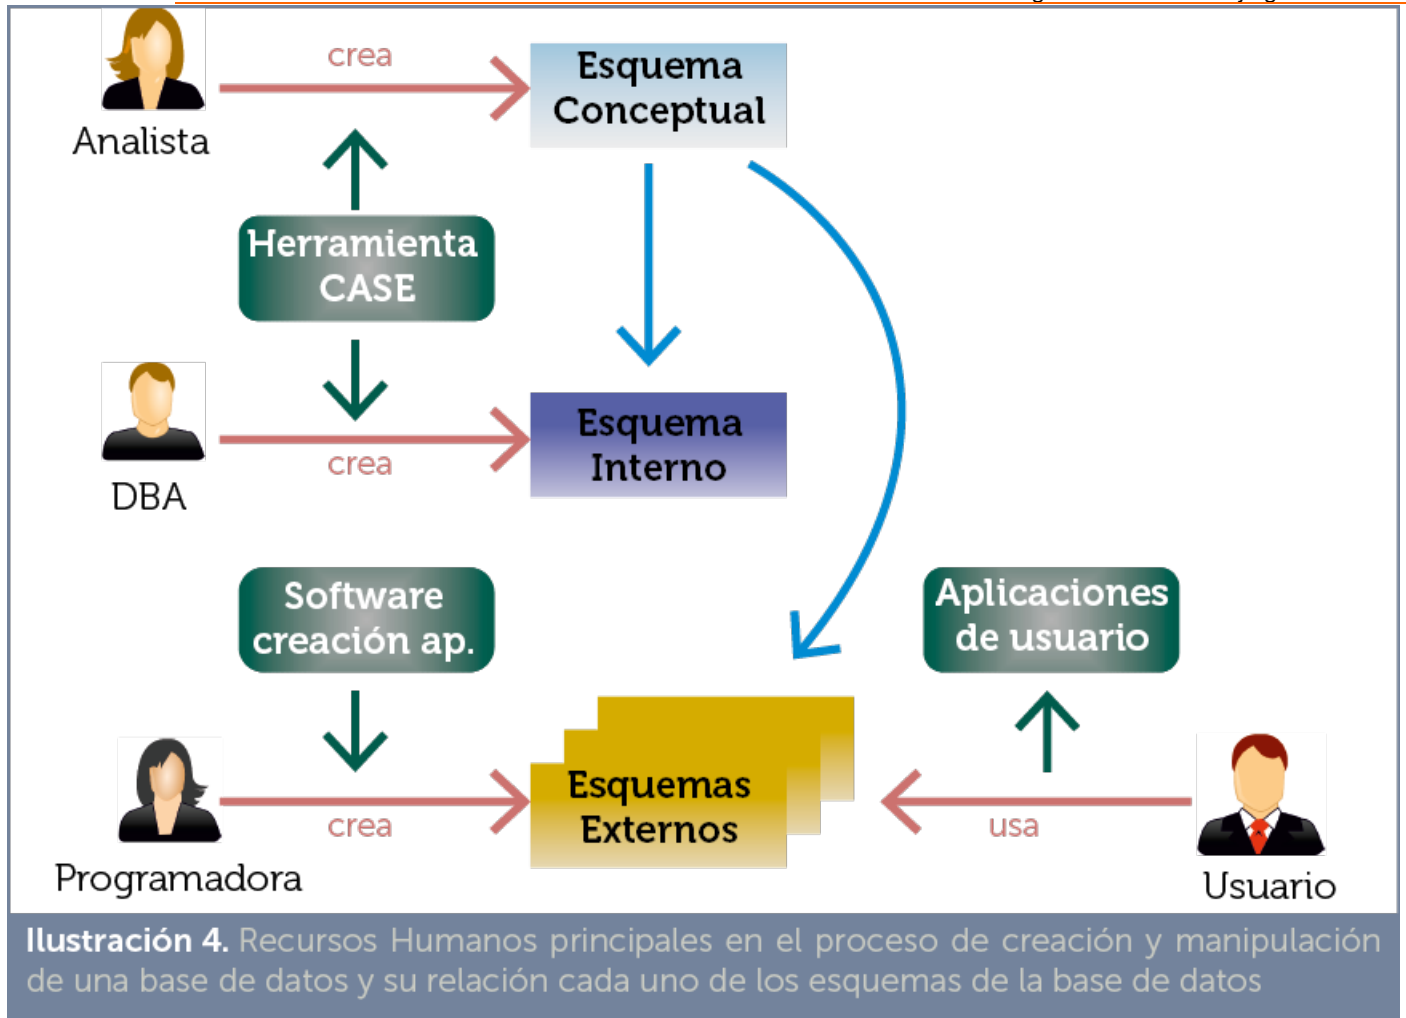 crea
Esquema
Conceptual
Analista
Herramienta
CASE
Esquema
Interno
crea
DBA
Software
creación ap.
Aplicaciones
de usuario
Esquemas
Externos
crea
usa
Programadora
Usuario
Ilustración 4. Recursos Humanos principales en el proceso de creación y manipulación
de una base de datos y su relación cada uno de los esquemas de la base de datos